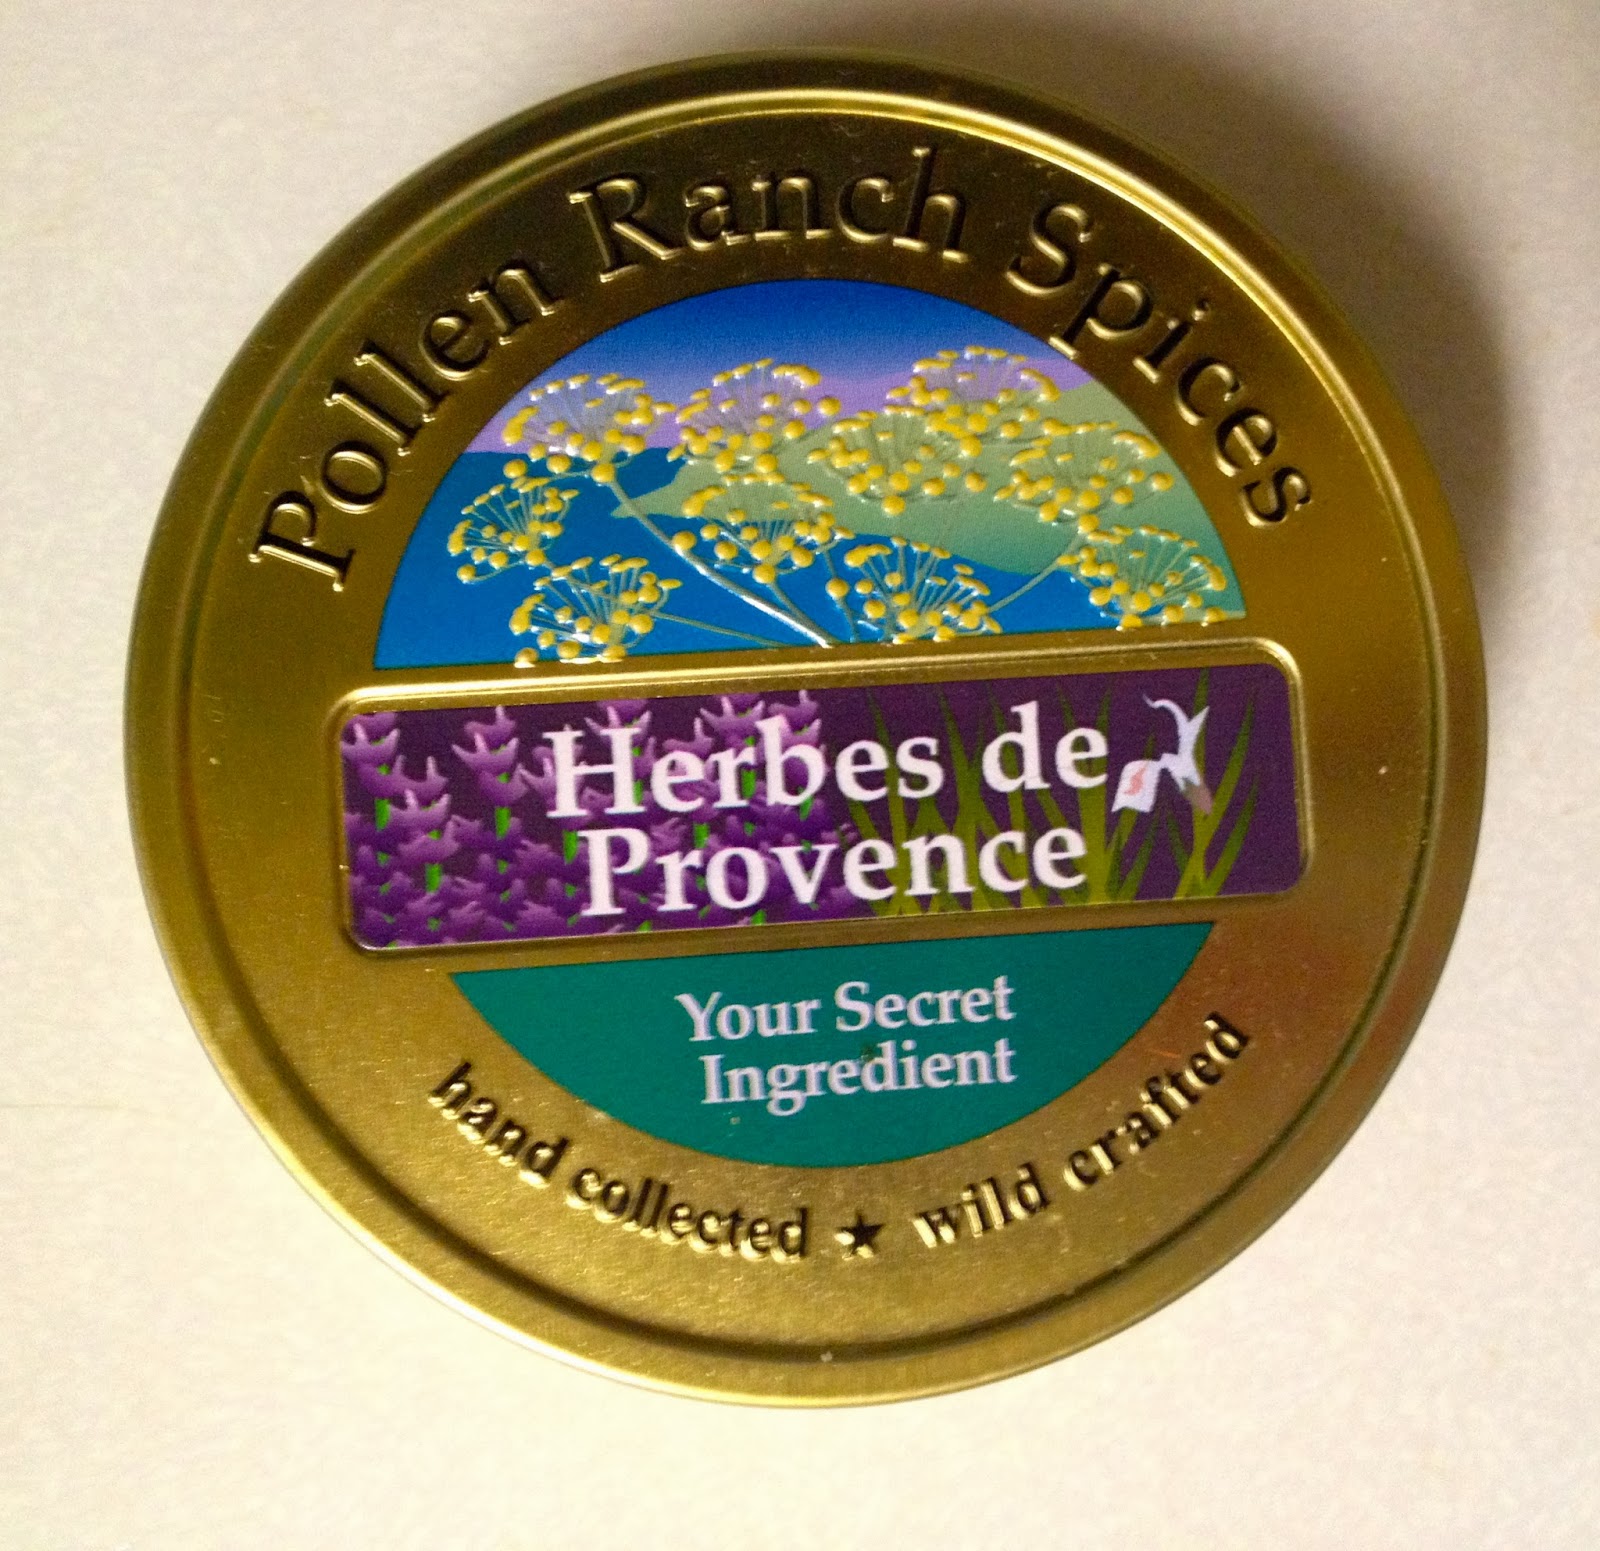 Pollen Ranch Spices
Herbes de
Provence
Your Secret
Ingredient
hand collected ★ wild crafted